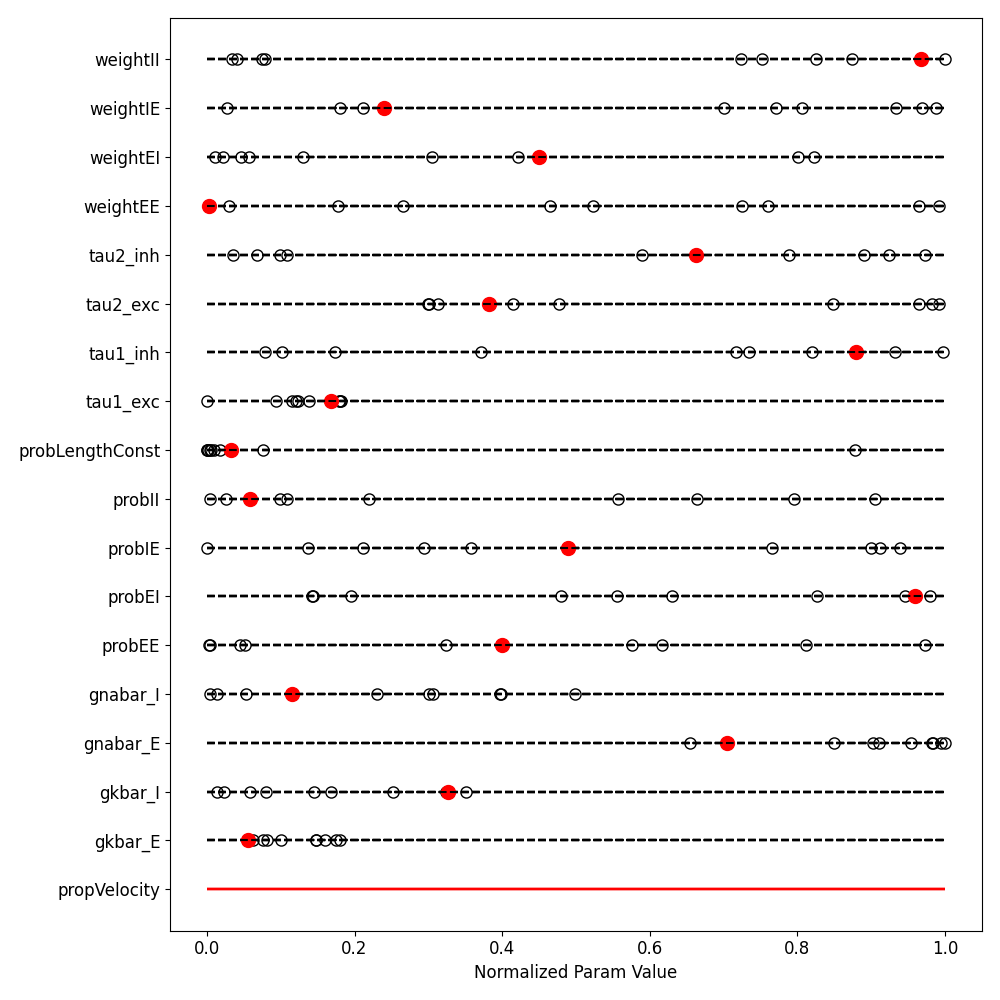 weightII
weightIE
weightEI
weightEE
tau2_inh
tau2_exc
tau1_inh
tau1_exc
probLengthConst
probII
probIE
probEI
probEE
gnabar_I
gnabar_E
gkbar_I
gkbar_E
propVelocity
0.0 0.2 0.4 0.6 0.8 1.0
Normalized Param Value